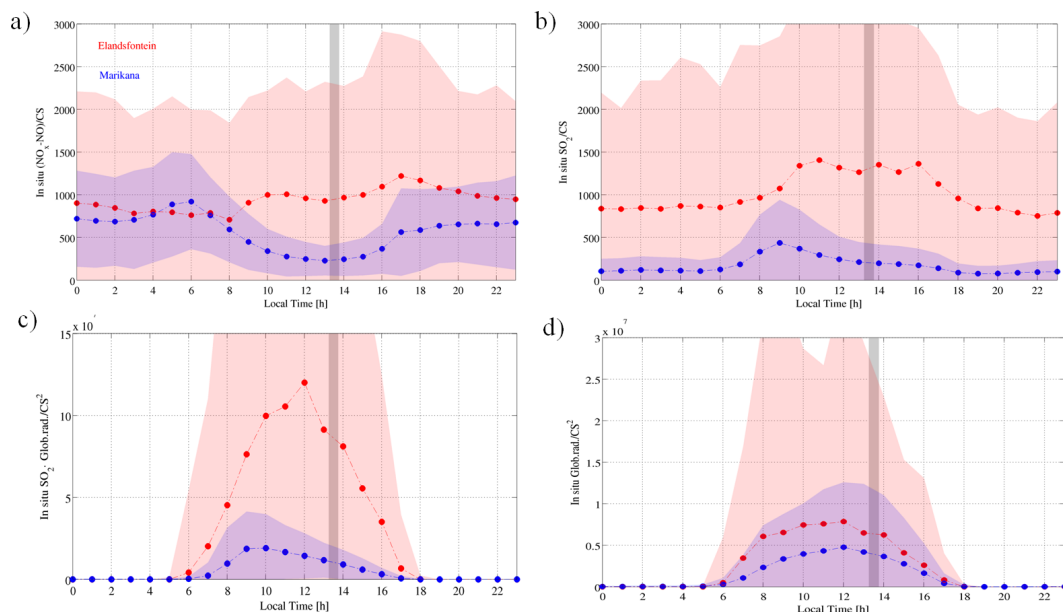 a)
Elandsfontein
Marikana
In situ (NOx-NO)/CS
3000
2500
2000
1500
1000
500
0
0 2 4 6 8 10 12 14 16 18 20 22
Local Time [h]
b)
In situ SO2/CS
3000
2500
2000
1500
1000
500
0
0 2 4 6 8 10 12 14 16 18 20 22
Local Time [h]
c)
x 10
In situ SO2· Glob.rad./CS²
15
10
5
0
0 2 4 6 8 10 12 14 16 18 20 22
Local Time [h]
d)
x 10⁷
In situ Glob.rad./CS²
3
2.5
2
1.5
1
0.5
0
0 2 4 6 8 10 12 14 16 18 20 22
Local Time [h]